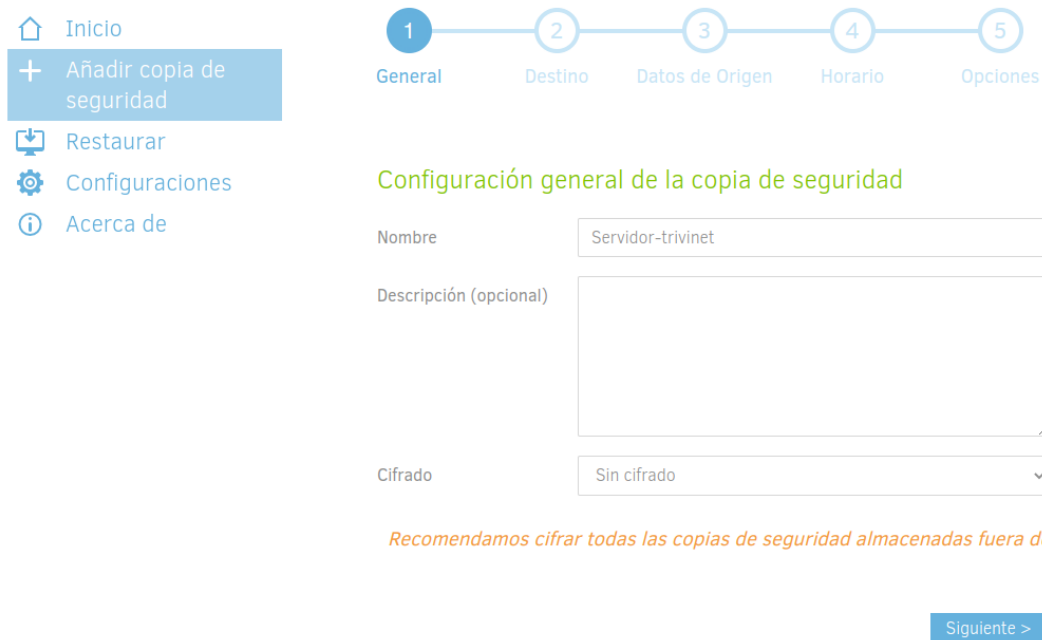 Inicio
Añadir copia de
seguridad
Restaurar
Configuraciones
Acerca de
1
2
3
4
5
General
Destino
Datos de Origen
Horario
Opciones
Configuración general de la copia de seguridad
Nombre
Servidor-trivinet
Descripción (opcional)
Cifrado
Sin cifrado
Recomendamos cifrar todas las copias de seguridad almacenadas fuera d
Siguiente >